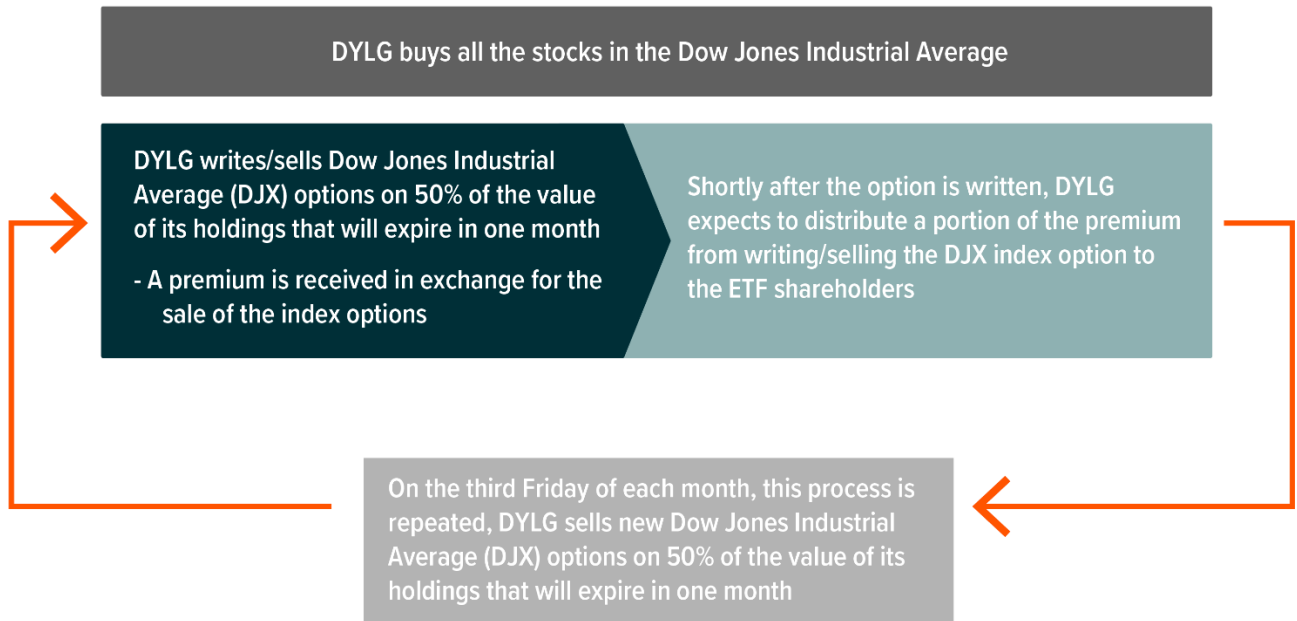 DYLG buys all the stocks in the Dow Jones Industrial Average
DYLG writes/sells Dow Jones Industrial
Average (DJX) options on 50% of the value
of its holdings that will expire in one month
- A premium is received in exchange for the
sale of the index options
Shortly after the option is written, DYLG
expects to distribute a portion of the premium
from writing/selling the DJX index option to
the ETF shareholders
On the third Friday of each month, this process is
repeated, DYLG sells new Dow Jones Industrial
Average (DJX) options on 50% of the value of its
holdings that will expire in one month